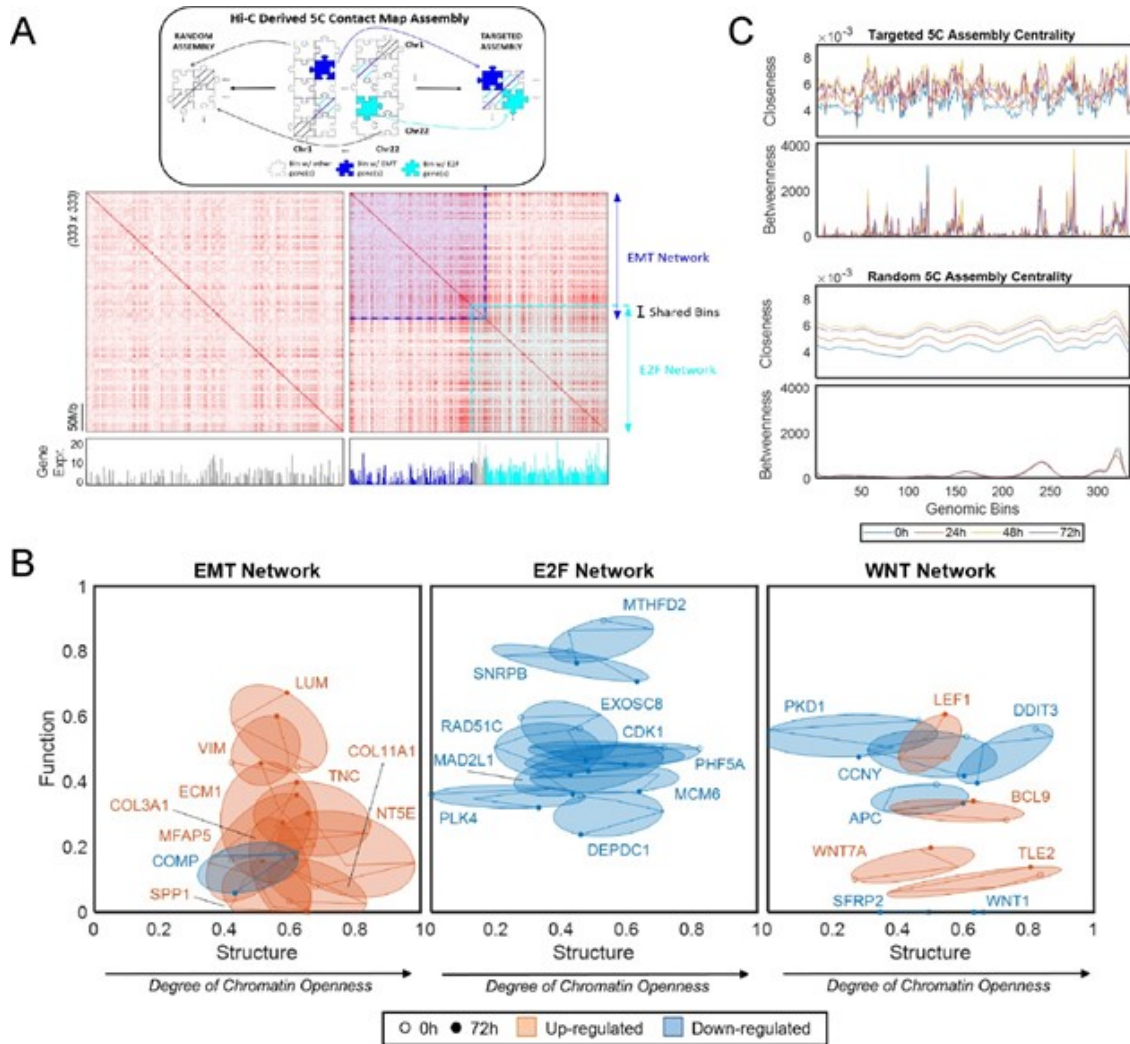 A
Hi-C Derived 5C Contact Map Assembly
RANDOM ASSEMBLY
TARGETED ASSEMBLY
Chr1
Chr22
Chr1
Chr22
Bin w/ other gene(s)
Bin w/ EMT gene(s)
Bin w/ E2F gene(s)
(333 x 333)
50Mb
EMT Network
Shared Bins
E2F Network
Gene Expr.
20
10
0
C
Targeted 5C Assembly Centrality
×10⁻³
Closeness
8
6
4
Betweenness
4000
2000
0
Random 5C Assembly Centrality
×10⁻³
Closeness
8
6
4
Betweenness
4000
2000
0
50 100 150 200 250 300
Genomic Bins
0h 24h 48h 72h
B
EMT Network
E2F Network
WNT Network
Function
1
0.8
0.6
0.4
0.2
0
LUM
VIM
COL11A1
TNC
ECM1
COL3A1
NT5E
MFAP5
COMP
SPP1
MTHFD2
SNRPB
EXOSC8
RAD51C
CDK1
MAD2L1
PHF5A
MCM6
PLK4
DEPDC1
PKD1
LEF1
DDIT3
CCNY
BCL9
APC
WNT7A
TLE2
SFRP2
WNT1
0 0.2 0.4 0.6 0.8 1
0 0.2 0.4 0.6 0.8 1
0 0.2 0.4 0.6 0.8 1
Structure
Structure
Structure
Degree of Chromatin Openness
Degree of Chromatin Openness
Degree of Chromatin Openness
0h 72h Up-regulated Down-regulated